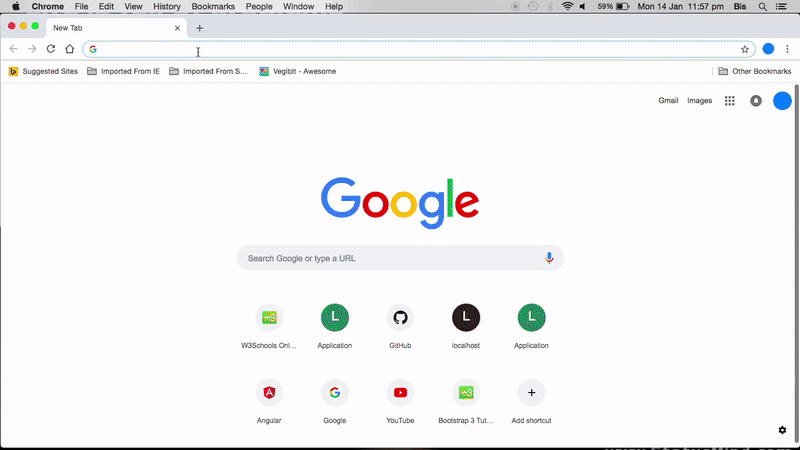 Chrome File Edit View History Bookmarks People Window Help 59% Mon 14 Jan 11:57 pm Bis
New Tab
Suggested Sites Imported From IE Imported From S... Vegibit - Awesome Other Bookmarks
Gmail Images
Google
Search Google or type a URL
L L L
W3Schools Onl... Application GitHub localhost Application
Angular Google YouTube Bootstrap 3 Tut... Add shortcut